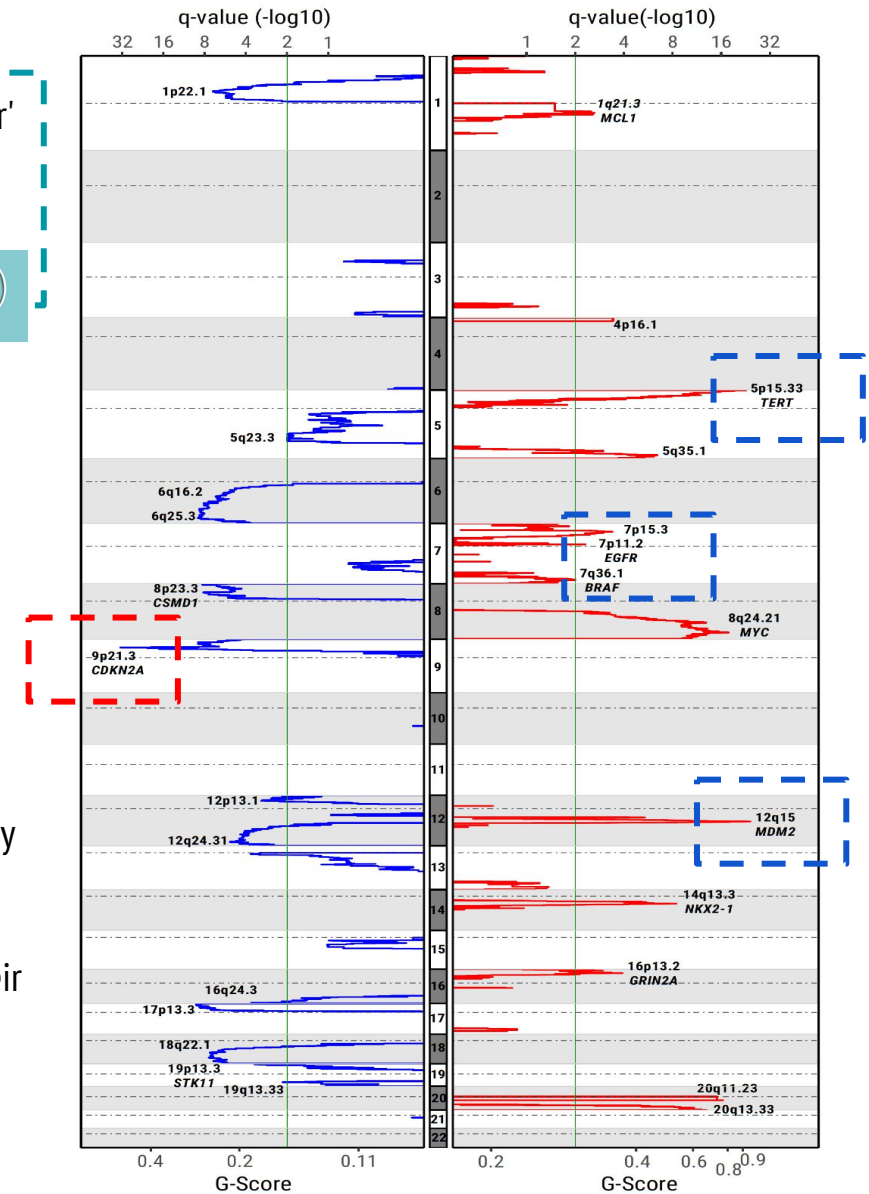 q-value (-log10)
32 16 8 4 2 1
q-value(-log10)
1 2 4 8 16 32
r'
)
y
ir
1p22.1
5q23.3
6q16.2
6q25.3
8p23.3
CSMD1
9p21.3
CDKN2A
12p13.1
12q24.31
16q24.3
17p13.3
18q22.1
19p13.3
STK11
19q13.33
1
2
3
4
5
6
7
8
9
10
11
12
13
14
15
16
17
18
19
20
21
22
1q21.3
MCL1
4p16.1
5p15.33
TERT
5q35.1
7p15.3
7p11.2
EGFR
7q36.1
BRAF
8q24.21
MYC
12q15
MDM2
14q13.3
NKX2-1
16p13.2
GRIN2A
20q11.23
20q13.33
0.4 0.2 0.11
G-Score
0.2 0.4 0.6 0.8 0.9
G-Score